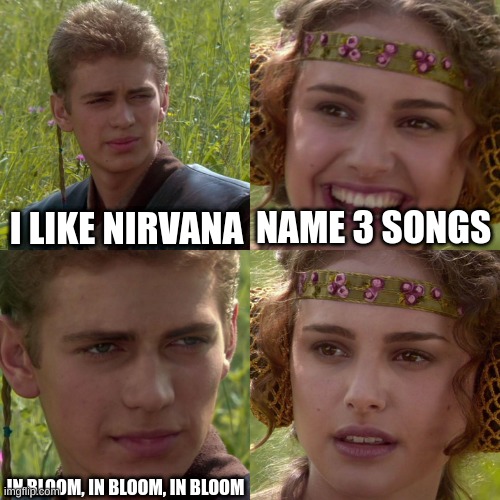 I LIKE NIRVANA
NAME 3 SONGS
IN BLOOM, IN BLOOM, IN BLOOM
imgflip.com